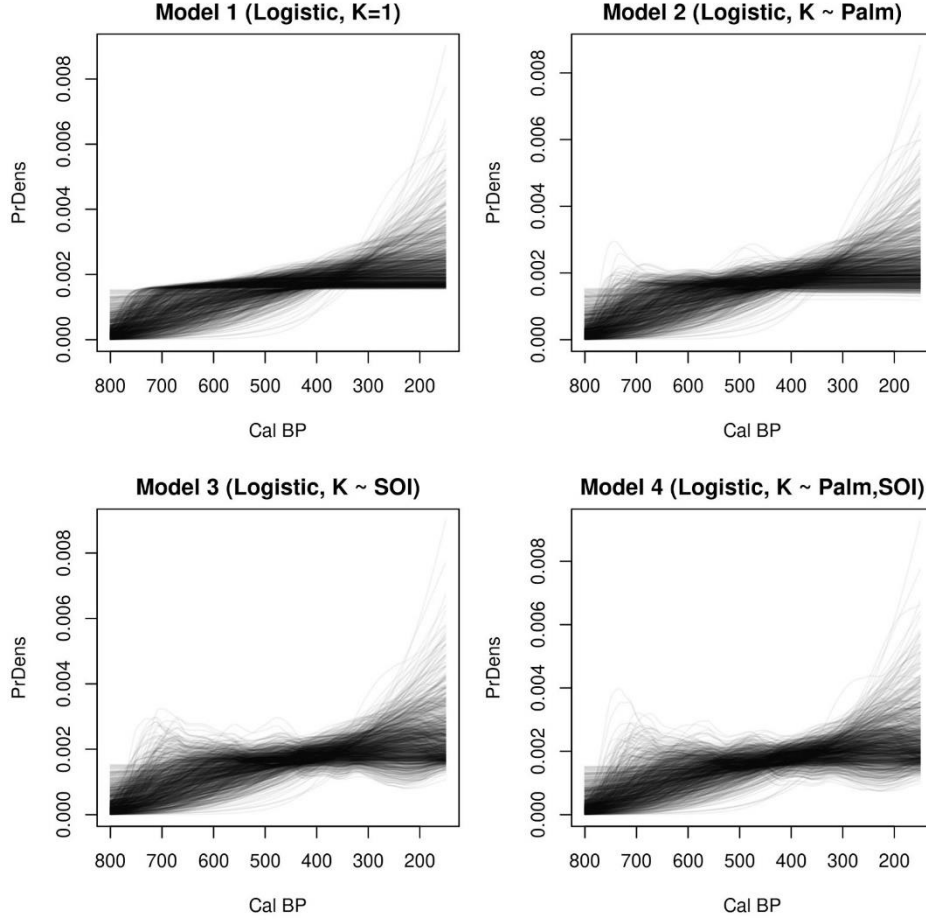 Model 1 (Logistic, K=1)
PrDens
0.008
0.006
0.004
0.002
0.000
800 700 600 500 400 300 200
Cal BP
Model 2 (Logistic, K ~ Palm)
PrDens
0.008
0.006
0.004
0.002
0.000
800 700 600 500 400 300 200
Cal BP
Model 3 (Logistic, K ~ SOI)
PrDens
0.008
0.006
0.004
0.002
0.000
800 700 600 500 400 300 200
Cal BP
Model 4 (Logistic, K ~ Palm,SOI)
PrDens
0.008
0.006
0.004
0.002
0.000
800 700 600 500 400 300 200
Cal BP